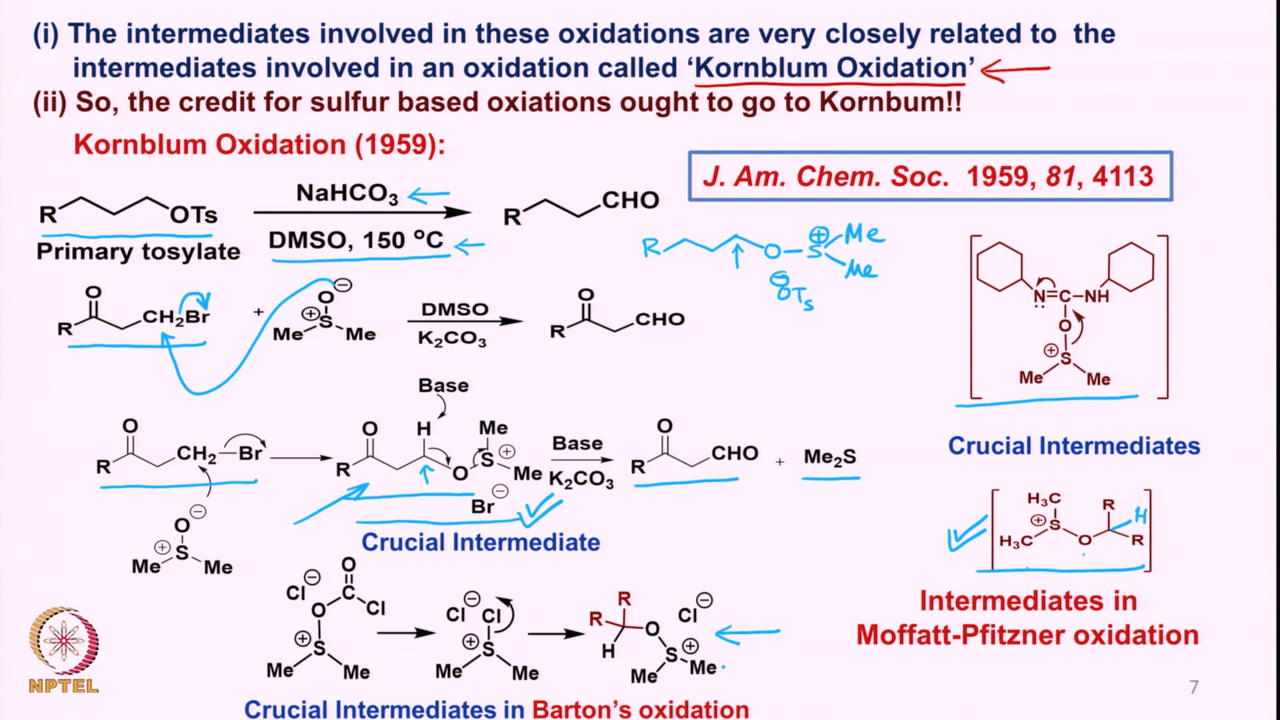 (i) The intermediates involved in these oxidations are very closely related to the
intermediates involved in an oxidation called ‘Kornblum Oxidation’
(ii) So, the credit for sulfur based oxiations ought to go to Kornbum!!
Kornblum Oxidation (1959):
J. Am. Chem. Soc. 1959, 81, 4113
R OTs NaHCO3 R CHO
Primary tosylate DMSO, 150 ºC
R O S ⊕ Me Me
⊖ OTs
O R CH2Br + O ⊖ ⊕ S Me Me DMSO K2CO3 O R CHO
N C NH O ⊕ S Me Me
Crucial Intermediates
Base
O R CH2 Br O R H O Me S ⊕ Me Br ⊖ Base K2CO3 O R CHO + Me2S
O ⊖ ⊕ S Me Me
Crucial Intermediate
H3C ⊕ S H3C O R H R
Intermediates in
Moffatt-Pfitzner oxidation
Cl ⊖ O C O Cl ⊕ S Me Me Cl ⊖ Cl ⊕ S Me Me R R H O S ⊕ Me Me Cl ⊖
Crucial Intermediates in Barton's oxidation
NPTEL
7